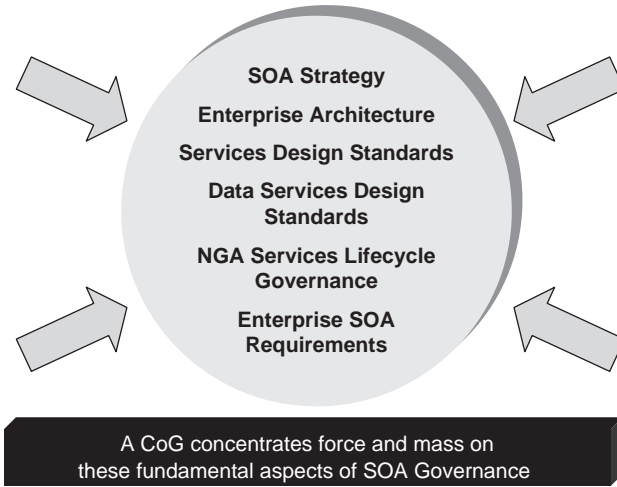 SOA Strategy
Enterprise Architecture
Services Design Standards
Data Services Design
Standards
NGA Services Lifecycle
Governance
Enterprise SOA
Requirements
A CoG concentrates force and mass on
these fundamental aspects of SOA Governance